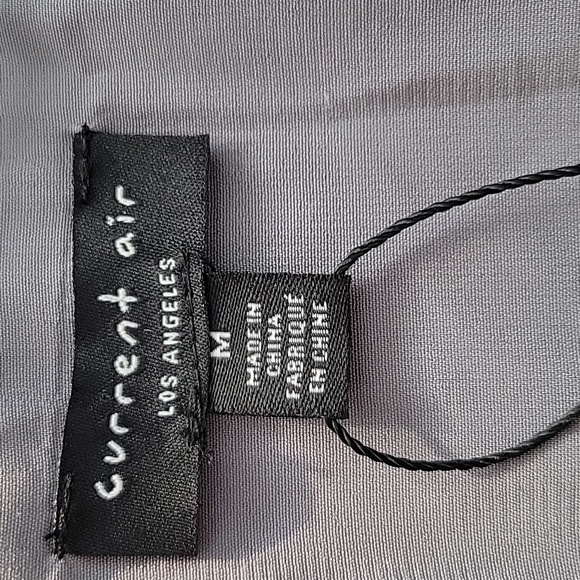 current air
LOS ANGELES
M
MADE IN
CHINA
FABRIQUÉ
EN CHINE